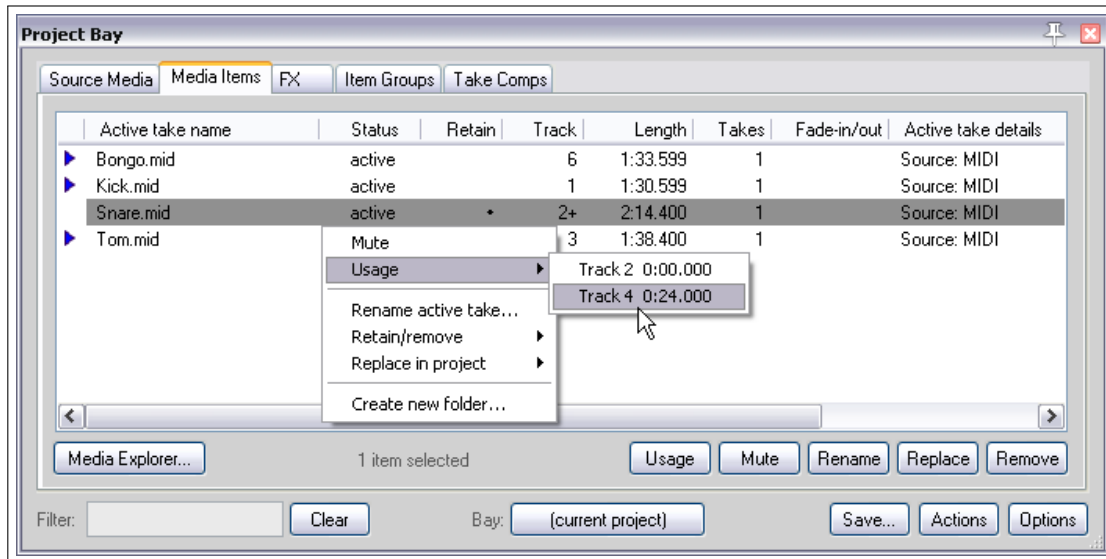 Project Bay
Source Media Media Items FX Item Groups Take Comps
Active take name Status Retain Track Length Takes Fade-in/out Active take details
Bongo.mid active 6 1:33.599 1 Source: MIDI
Kick.mid active 1 1:30.599 1 Source: MIDI
Snare.mid active • 2+ 2:14.400 1 Source: MIDI
Tom.mid 3 1:38.400 1 Source: MIDI
Mute
Usage
Track 2 0:00.000
Track 4 0:24.000
Rename active take...
Retain/remove
Replace in project
Create new folder...
Media Explorer... 1 item selected Usage Mute Rename Replace Remove
Filter: Clear Bay: (current project) Save... Actions Options